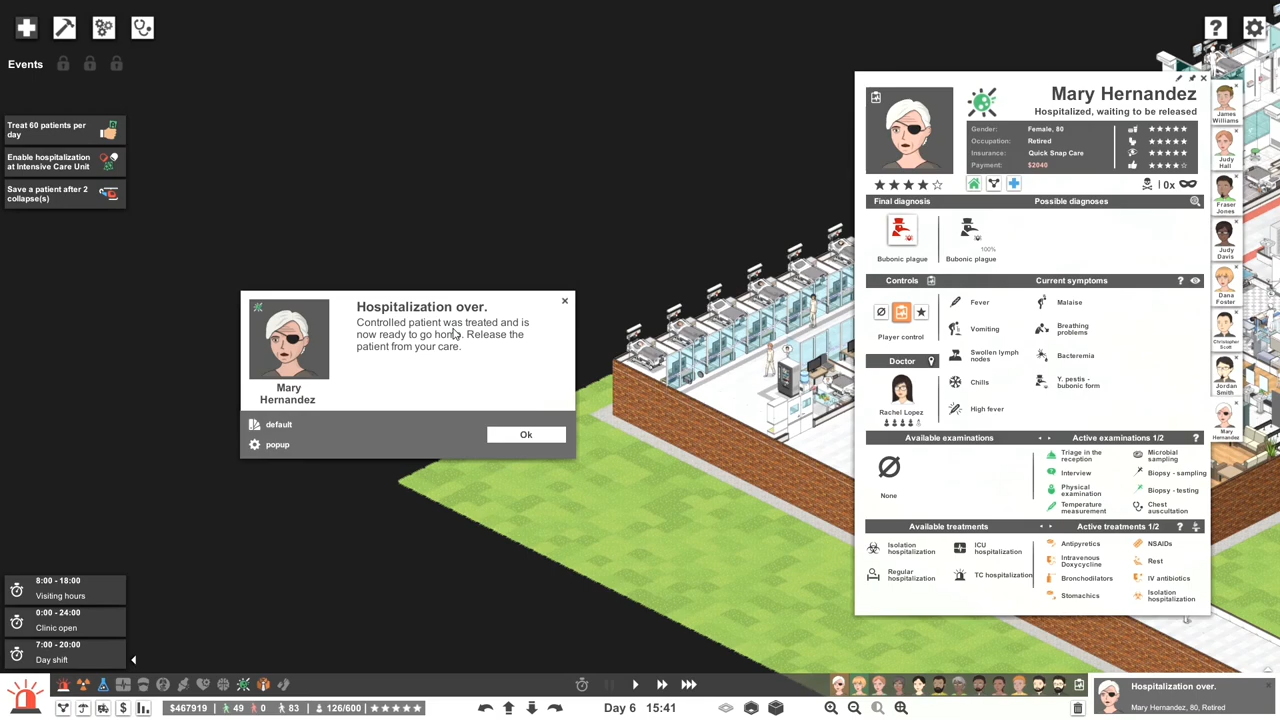 Events
Treat 60 patients per
day
Enable hospitalization
at Intensive Care Unit
Save a patient after 2
collapse(s)
Hospitalization over.
Controlled patient was treated and is
now ready to go home. Release the
patient from your care.
Mary
Hernandez
default
popup
Ok
Mary Hernandez
Hospitalized, waiting to be released
Gender: Female, 80
Occupation: Retired
Insurance: Quick Snap Care
Payment: $2040
0x
Final diagnosis
Possible diagnoses
Bubonic plague
100%
Bubonic plague
Controls
Current symptoms
Player control
Fever
Malaise
Vomiting
Breathing
problems
Swollen lymph
nodes
Bacteremia
Chills
Y. pestis -
bubonic form
High fever
Doctor
Rachel Lopez
Available examinations
Active examinations 1/2
None
Triage in the
reception
Microbial
sampling
Interview
Biopsy - sampling
Physical
examination
Biopsy - testing
Temperature
measurement
Chest
auscultation
Available treatments
Active treatments 1/2
Isolation
hospitalization
ICU
hospitalization
Regular
hospitalization
TC hospitalization
Antipyretics
NSAIDs
Intravenous
Doxycycline
Rest
Bronchodilators
IV antibiotics
Stomachics
Isolation
hospitalization
James
Williams
Judy
Hall
Fraser
Jones
Judy
Davis
Dana
Foster
Christopher
Scott
Jordan
Smith
Mary
Hernandez
8:00 - 18:00
Visiting hours
0:00 - 24:00
Clinic open
7:00 - 20:00
Day shift
$467919
49
0
83
126/600
Day 6 15:41
Hospitalization over.
Mary Hernandez, 80, Retired